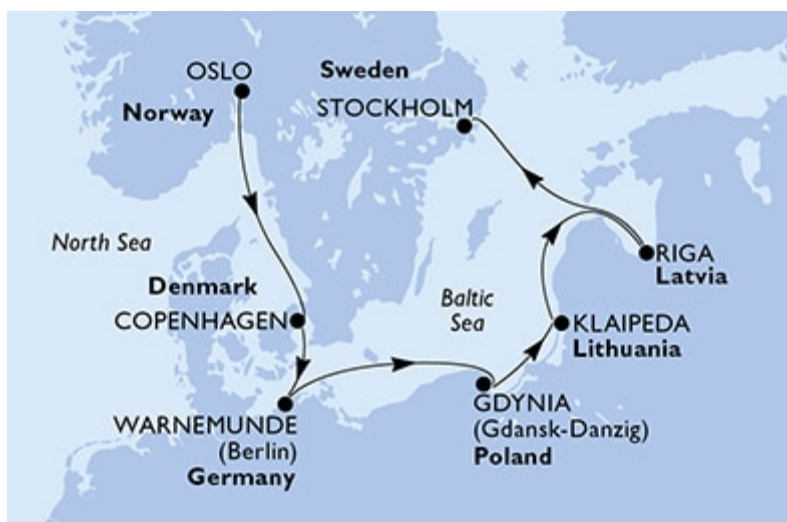 OSLO
Norway
Sweden
STOCKHOLM
North Sea
Denmark
COPENHAGEN
Baltic
Sea
RIGA
Latvia
KLAIPEDA
Lithuania
WARNEMUNDE
(Berlin)
Germany
GDYNIA
(Gdansk-Danzig)
Poland